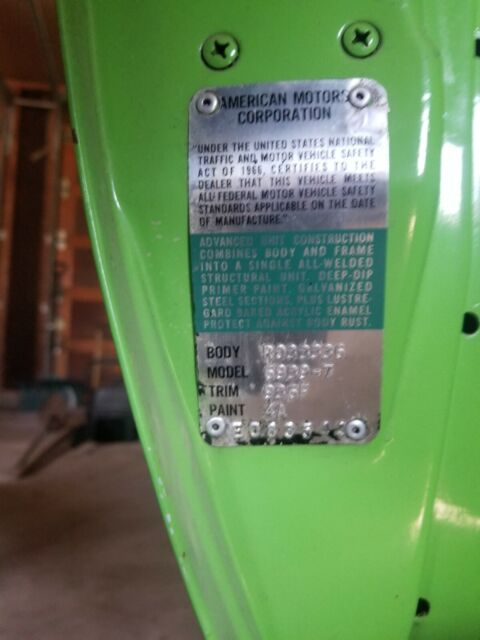 AMERICAN MOTORS
CORPORATION
"UNDER THE UNITED STATES NATIONAL
TRAFFIC AND MOTOR VEHICLE SAFETY
ACT OF 1966, CERTIFIES TO THE
DEALER THAT THIS VEHICLE MEETS
ALL FEDERAL MOTOR VEHICLE SAFETY
STANDARDS APPLICABLE ON THE DATE
OF MANUFACTURE."
ADVANCED UNIT CONSTRUCTION
COMBINES BODY AND FRAME
INTO A SINGLE ALL-WELDED
STRUCTURAL UNIT. DEEP-DIP
PRIMER PAINT, GALVANIZED
STEEL SECTIONS, PLUS LUSTRE-
GARD BAKED ACRYLIC ENAMEL
PROTECT AGAINST BODY RUST.
BODY
MODEL
TRIM
PAINT 4A